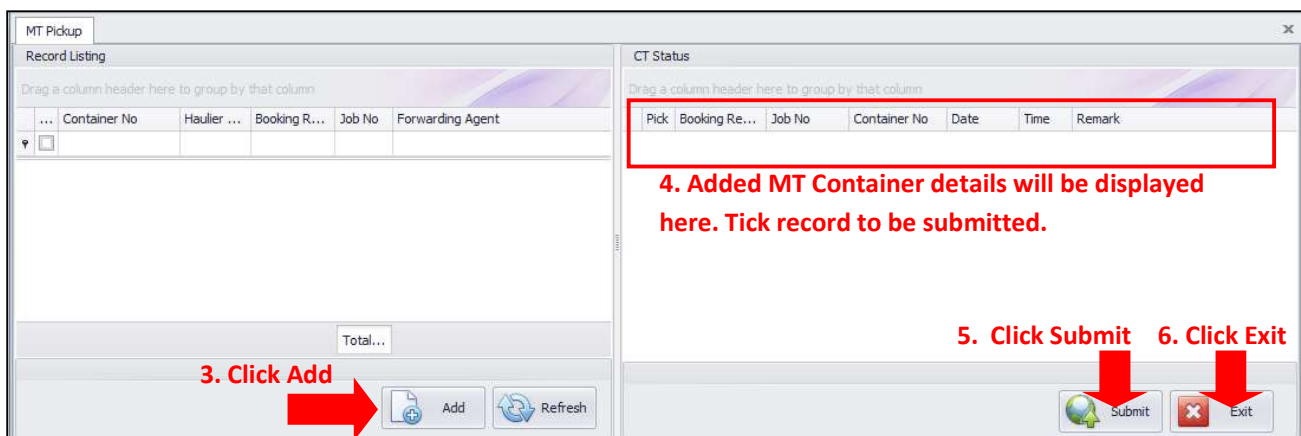 MT Pickup
Record Listing
Drag a column header here to group by that column
... Container No Haulier ... Booking R... Job No Forwarding Agent
Total...
3. Click Add
Add Refresh
CT Status
Drag a column header here to group by that column
Pick Booking Re... Job No Container No Date Time Remark
4. Added MT Container details will be displayed
here. Tick record to be submitted.
5. Click Submit 6. Click Exit
Submit Exit